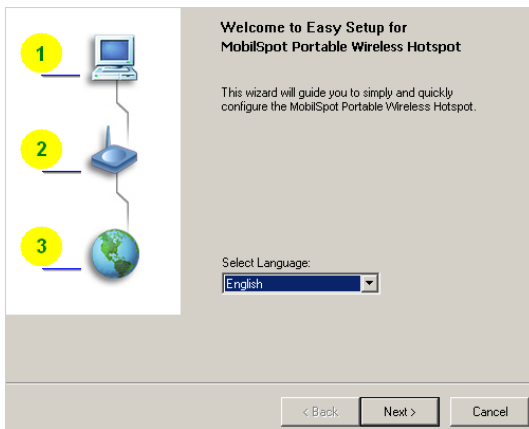 1
2
3
Welcome to Easy Setup for
MobilSpot Portable Wireless Hotspot
This wizard will guide you to simply and quickly
configure the MobilSpot Portable Wireless Hotspot.
Select Language:
English
< Back
Next >
Cancel